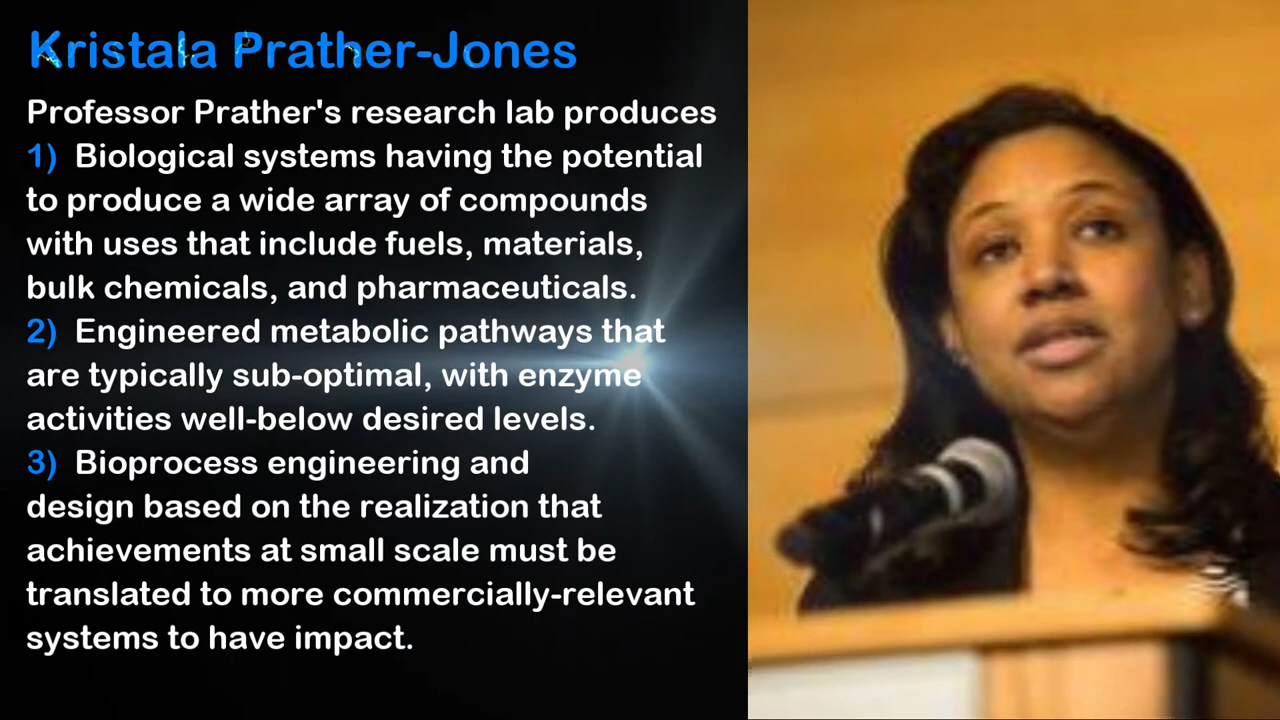 Kristala Prather-Jones
Professor Prather's research lab produces
1) Biological systems having the potential
to produce a wide array of compounds
with uses that include fuels, materials,
bulk chemicals, and pharmaceuticals.
2) Engineered metabolic pathways that
are typically sub-optimal, with enzyme
activities well-below desired levels.
3) Bioprocess engineering and
design based on the realization that
achievements at small scale must be
translated to more commercially-relevant
systems to have impact.